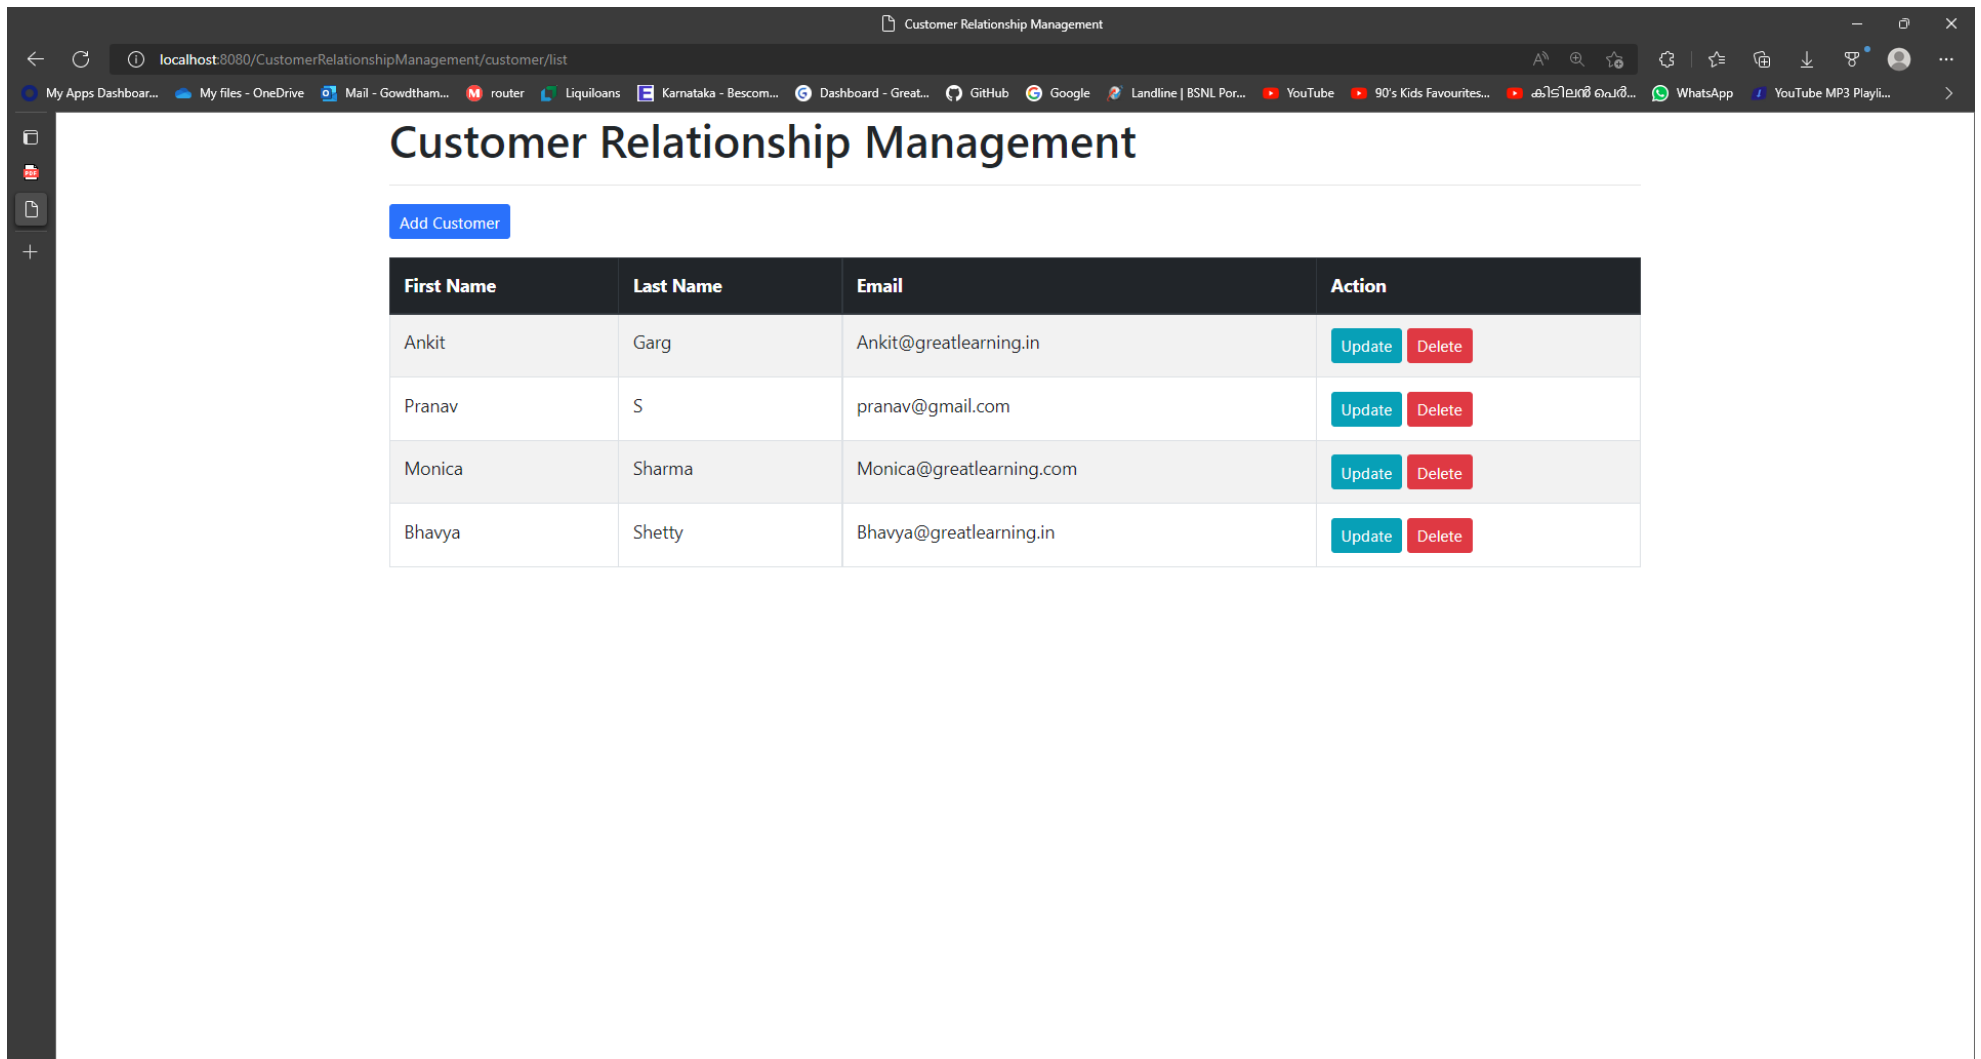 Customer Relationship Management
localhost:8080/CustomerRelationshipManagement/customer/list
My Apps Dashboar... My files - OneDrive Mail - Gowdtham... router Liquiloans Karnataka - Bescom... Dashboard - Great... GitHub Google Landline | BSNL Por... YouTube 90's Kids Favourites... കിടിലൻ പെർ... WhatsApp YouTube MP3 Playli...
Customer Relationship Management
Add Customer
First Name Last Name Email Action
Ankit Garg Ankit@greatlearning.in Update Delete
Pranav S pranav@gmail.com Update Delete
Monica Sharma Monica@greatlearning.com Update Delete
Bhavya Shetty Bhavya@greatlearning.in Update Delete